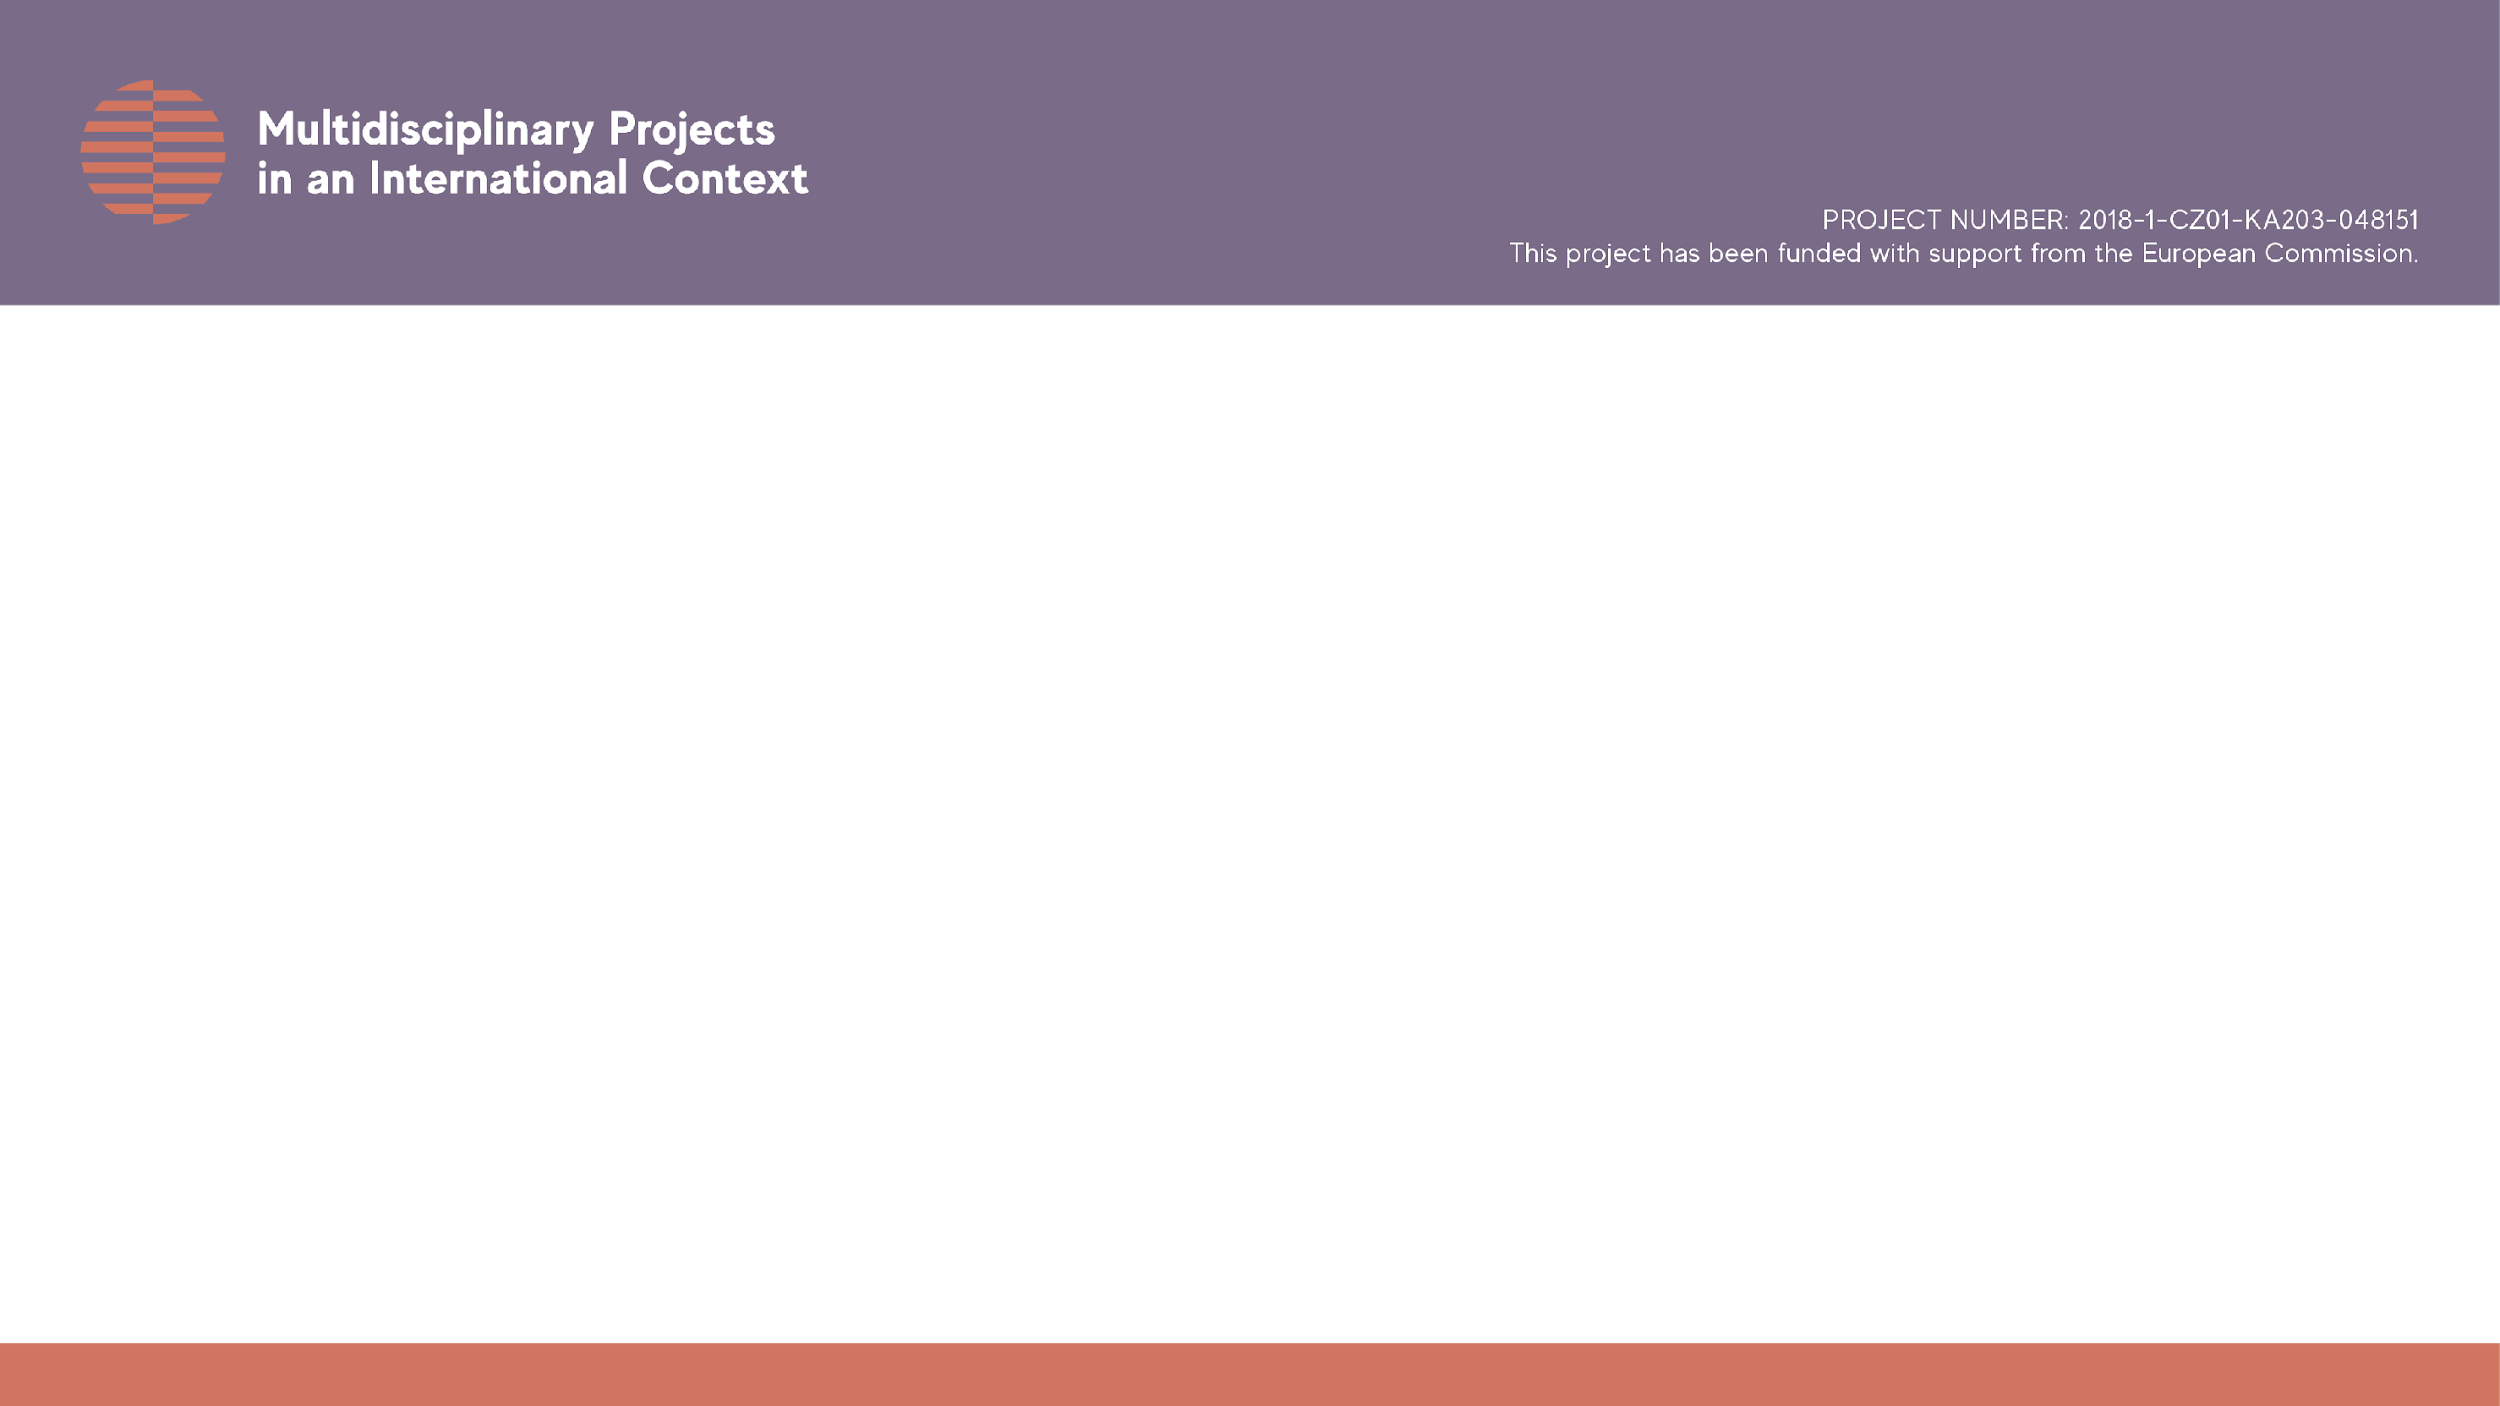 Multidisciplinary Projects
in an International Context
PROJECT NUMBER: 2018-1-CZ01-KA203-048151
This project has been funded with support from the European Commission.